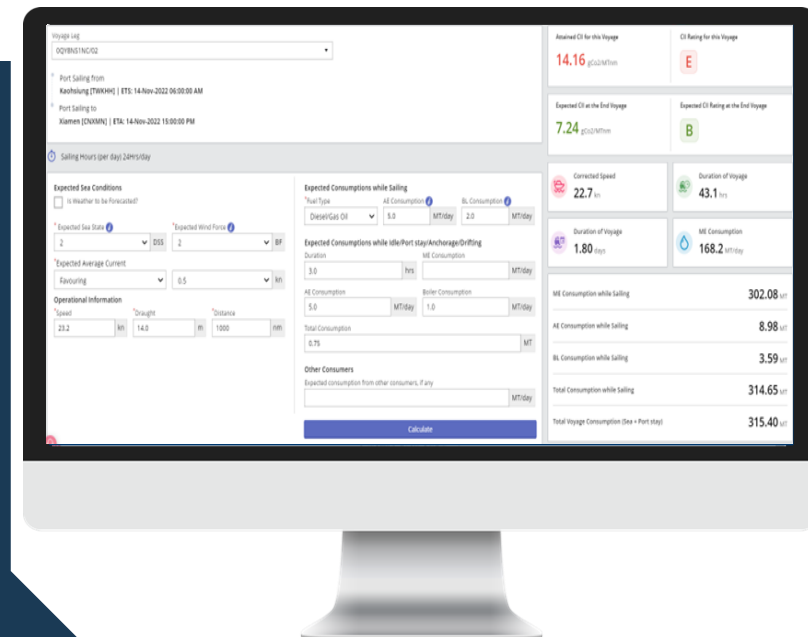 Voyage Leg
0QYBNS1NC/02
Port Sailing from
Kaohsiung [TWKHH] | ETS: 14-Nov-2022 06:00:00 AM
Port Sailing to
Xiamen [CNXMN] | ETA: 14-Nov-2022 15:00:00 PM
Sailing Hours (per day) 24Hrs/day
Expected Sea Conditions
Is Weather to be Forecasted?
*Expected Sea State i *Expected Wind Force i
2 DSS 2 BF
*Expected Average Current
Favouring 0.5 kn
Operational Information
*Speed *Draught *Distance
23.2 kn 14.0 m 1000 nm
Expected Consumptions while Sailing
*Fuel Type AE Consumption i BL Consumption i
Diesel/Gas Oil 5.0 MT/day 2.0 MT/day
Expected Consumptions while Idle/Port stay/Anchorage/Drifting
Duration ME Consumption
3.0 hrs MT/day
AE Consumption Boiler Consumption
5.0 MT/day 1.0 MT/day
Total Consumption
0.75 MT
Other Consumers
Expected consumption from other consumers, if any
MT/day
Calculate
Attained CII for this Voyage CII Rating for this Voyage
14.16 gCo2/MTnm E
Expected CII at the End Voyage Expected CII Rating at the End Voyage
7.24 gCo2/MTnm B
Corrected Speed Duration of Voyage
22.7 kn 43.1 hrs
Duration of Voyage ME Consumption
1.80 days 168.2 MT/day
ME Consumption while Sailing 302.08 MT
AE Consumption while Sailing 8.98 MT
BL Consumption while Sailing 3.59 MT
Total Consumption while Sailing 314.65 MT
Total Voyage Consumption (Sea + Port stay) 315.40 MT